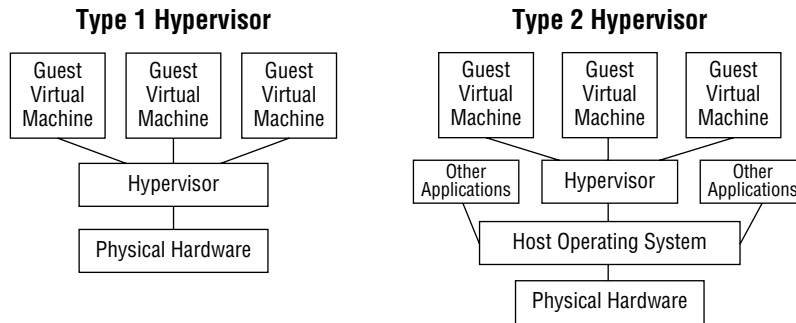 Type 1 Hypervisor
Guest
Virtual
Machine
Guest
Virtual
Machine
Guest
Virtual
Machine
Hypervisor
Physical Hardware
Type 2 Hypervisor
Guest
Virtual
Machine
Guest
Virtual
Machine
Guest
Virtual
Machine
Other
Applications
Hypervisor
Other
Applications
Host Operating System
Physical Hardware